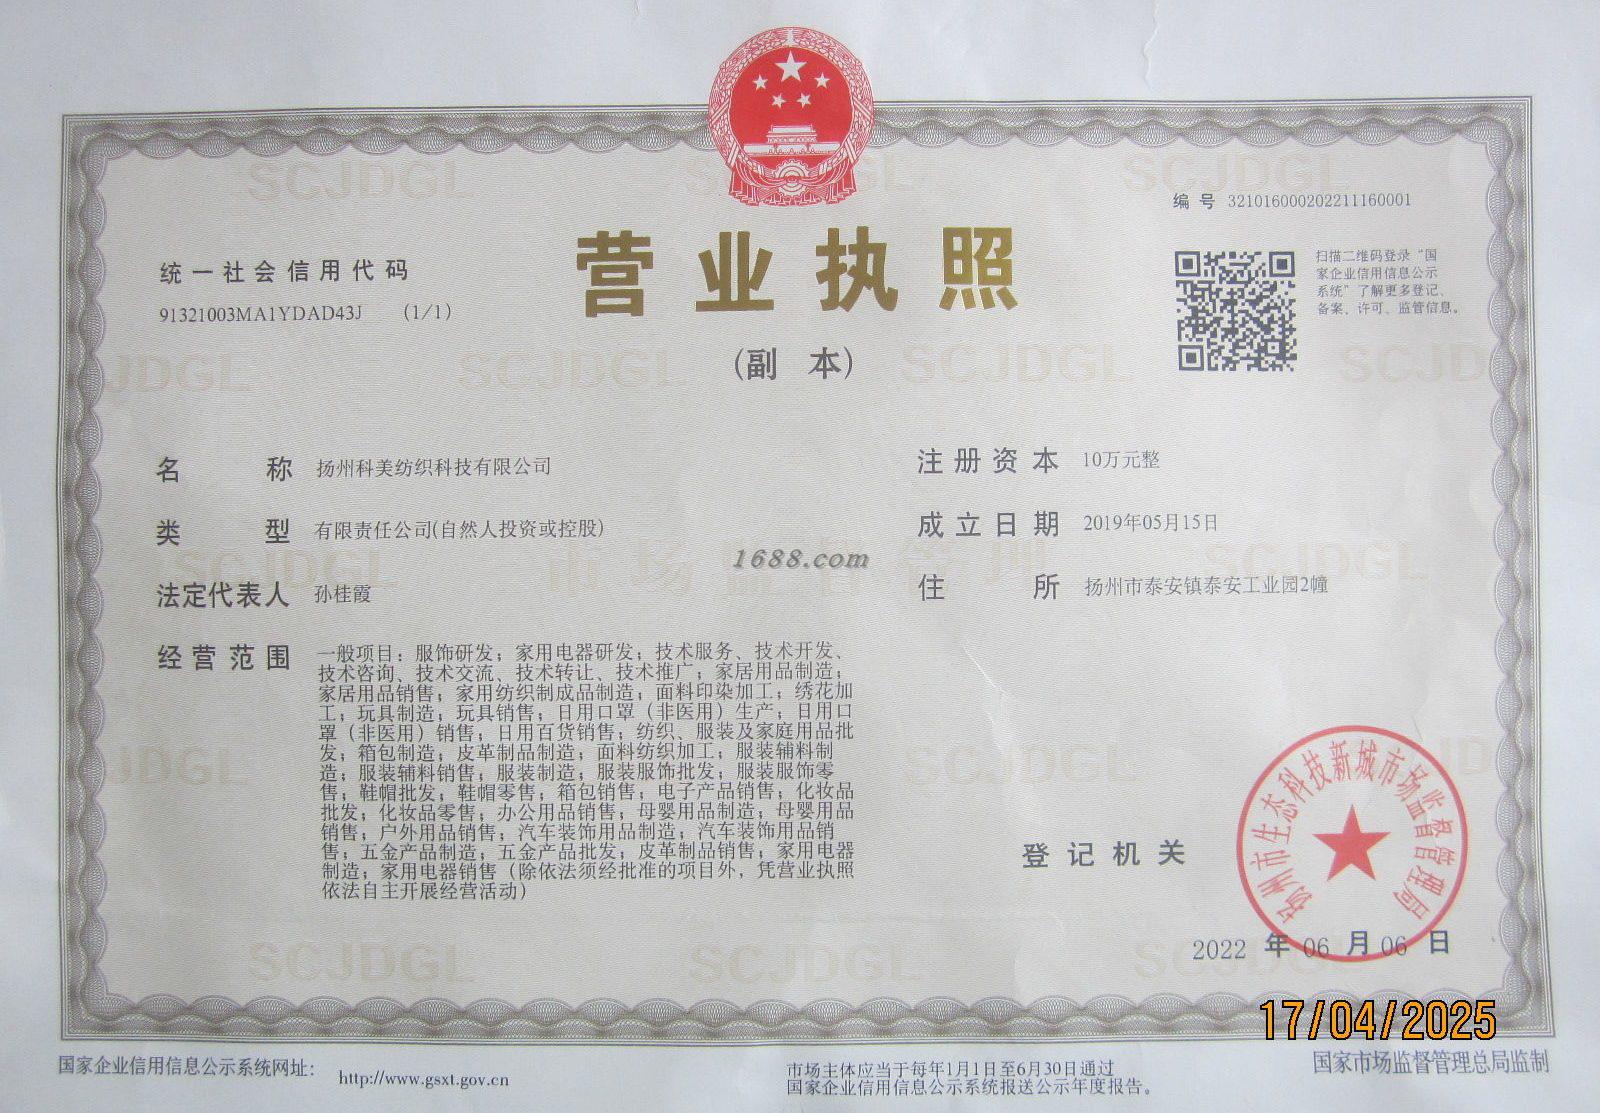 编号 321016000202211160001
统一社会信用代码
91321003MA1YDAD43J (1/1)
营业执照
(副本)
扫描二维码登录“国
家企业信用信息公示
系统”了解更多登记、
备案、许可、监管信息。
名称 扬州科美纺织科技有限公司
类型 有限责任公司(自然人投资或控股)
法定代表人 孙桂霞
经营范围 一般项目：服饰研发；家用电器研发；技术服务、技术开发、
技术咨询、技术交流、技术转让、技术推广；家居用品制造；
家居用品销售；家用纺织制成品制造；面料印染加工；绣花加
工；玩具制造；玩具销售；日用口罩（非医用）生产；日用口
罩（非医用）销售；日用百货销售；纺织、服装及家庭用品批
发；箱包制造；皮革制品制造；面料纺织加工；服装辅料制
造；服装辅料销售；服装制造；服装服饰批发；服装服饰零
售；鞋帽批发；鞋帽零售；箱包销售；电子产品销售；化妆品
批发；化妆品零售；办公用品销售；母婴用品制造；母婴用品
销售；户外用品销售；汽车装饰用品制造；汽车装饰用品销
售；五金产品制造；五金产品批发；皮革制品销售；家用电器
制造；家用电器销售（除依法须经批准的项目外，凭营业执照
依法自主开展经营活动）
注册资本 10万元整
成立日期 2019年05月15日
住所 扬州市泰安镇泰安工业园2幢
1688.com
登记机关
扬州市生态科技新城市场监督管理局
2022 年 06 月 06 日
17/04/2025
国家企业信用信息公示系统网址：
http://www.gsxt.gov.cn
市场主体应当于每年1月1日至6月30日通过
国家企业信用信息公示系统报送公示年度报告。
国家市场监督管理总局监制
SCJDGL
SCJDGL
SCJDGL
JDGL
SCJDGL
SCJDGL
SCJD
SCJDGL
SCJDGL
JDGL
SCJDGL
SCJDGL
SCJDGL
SCJDGL